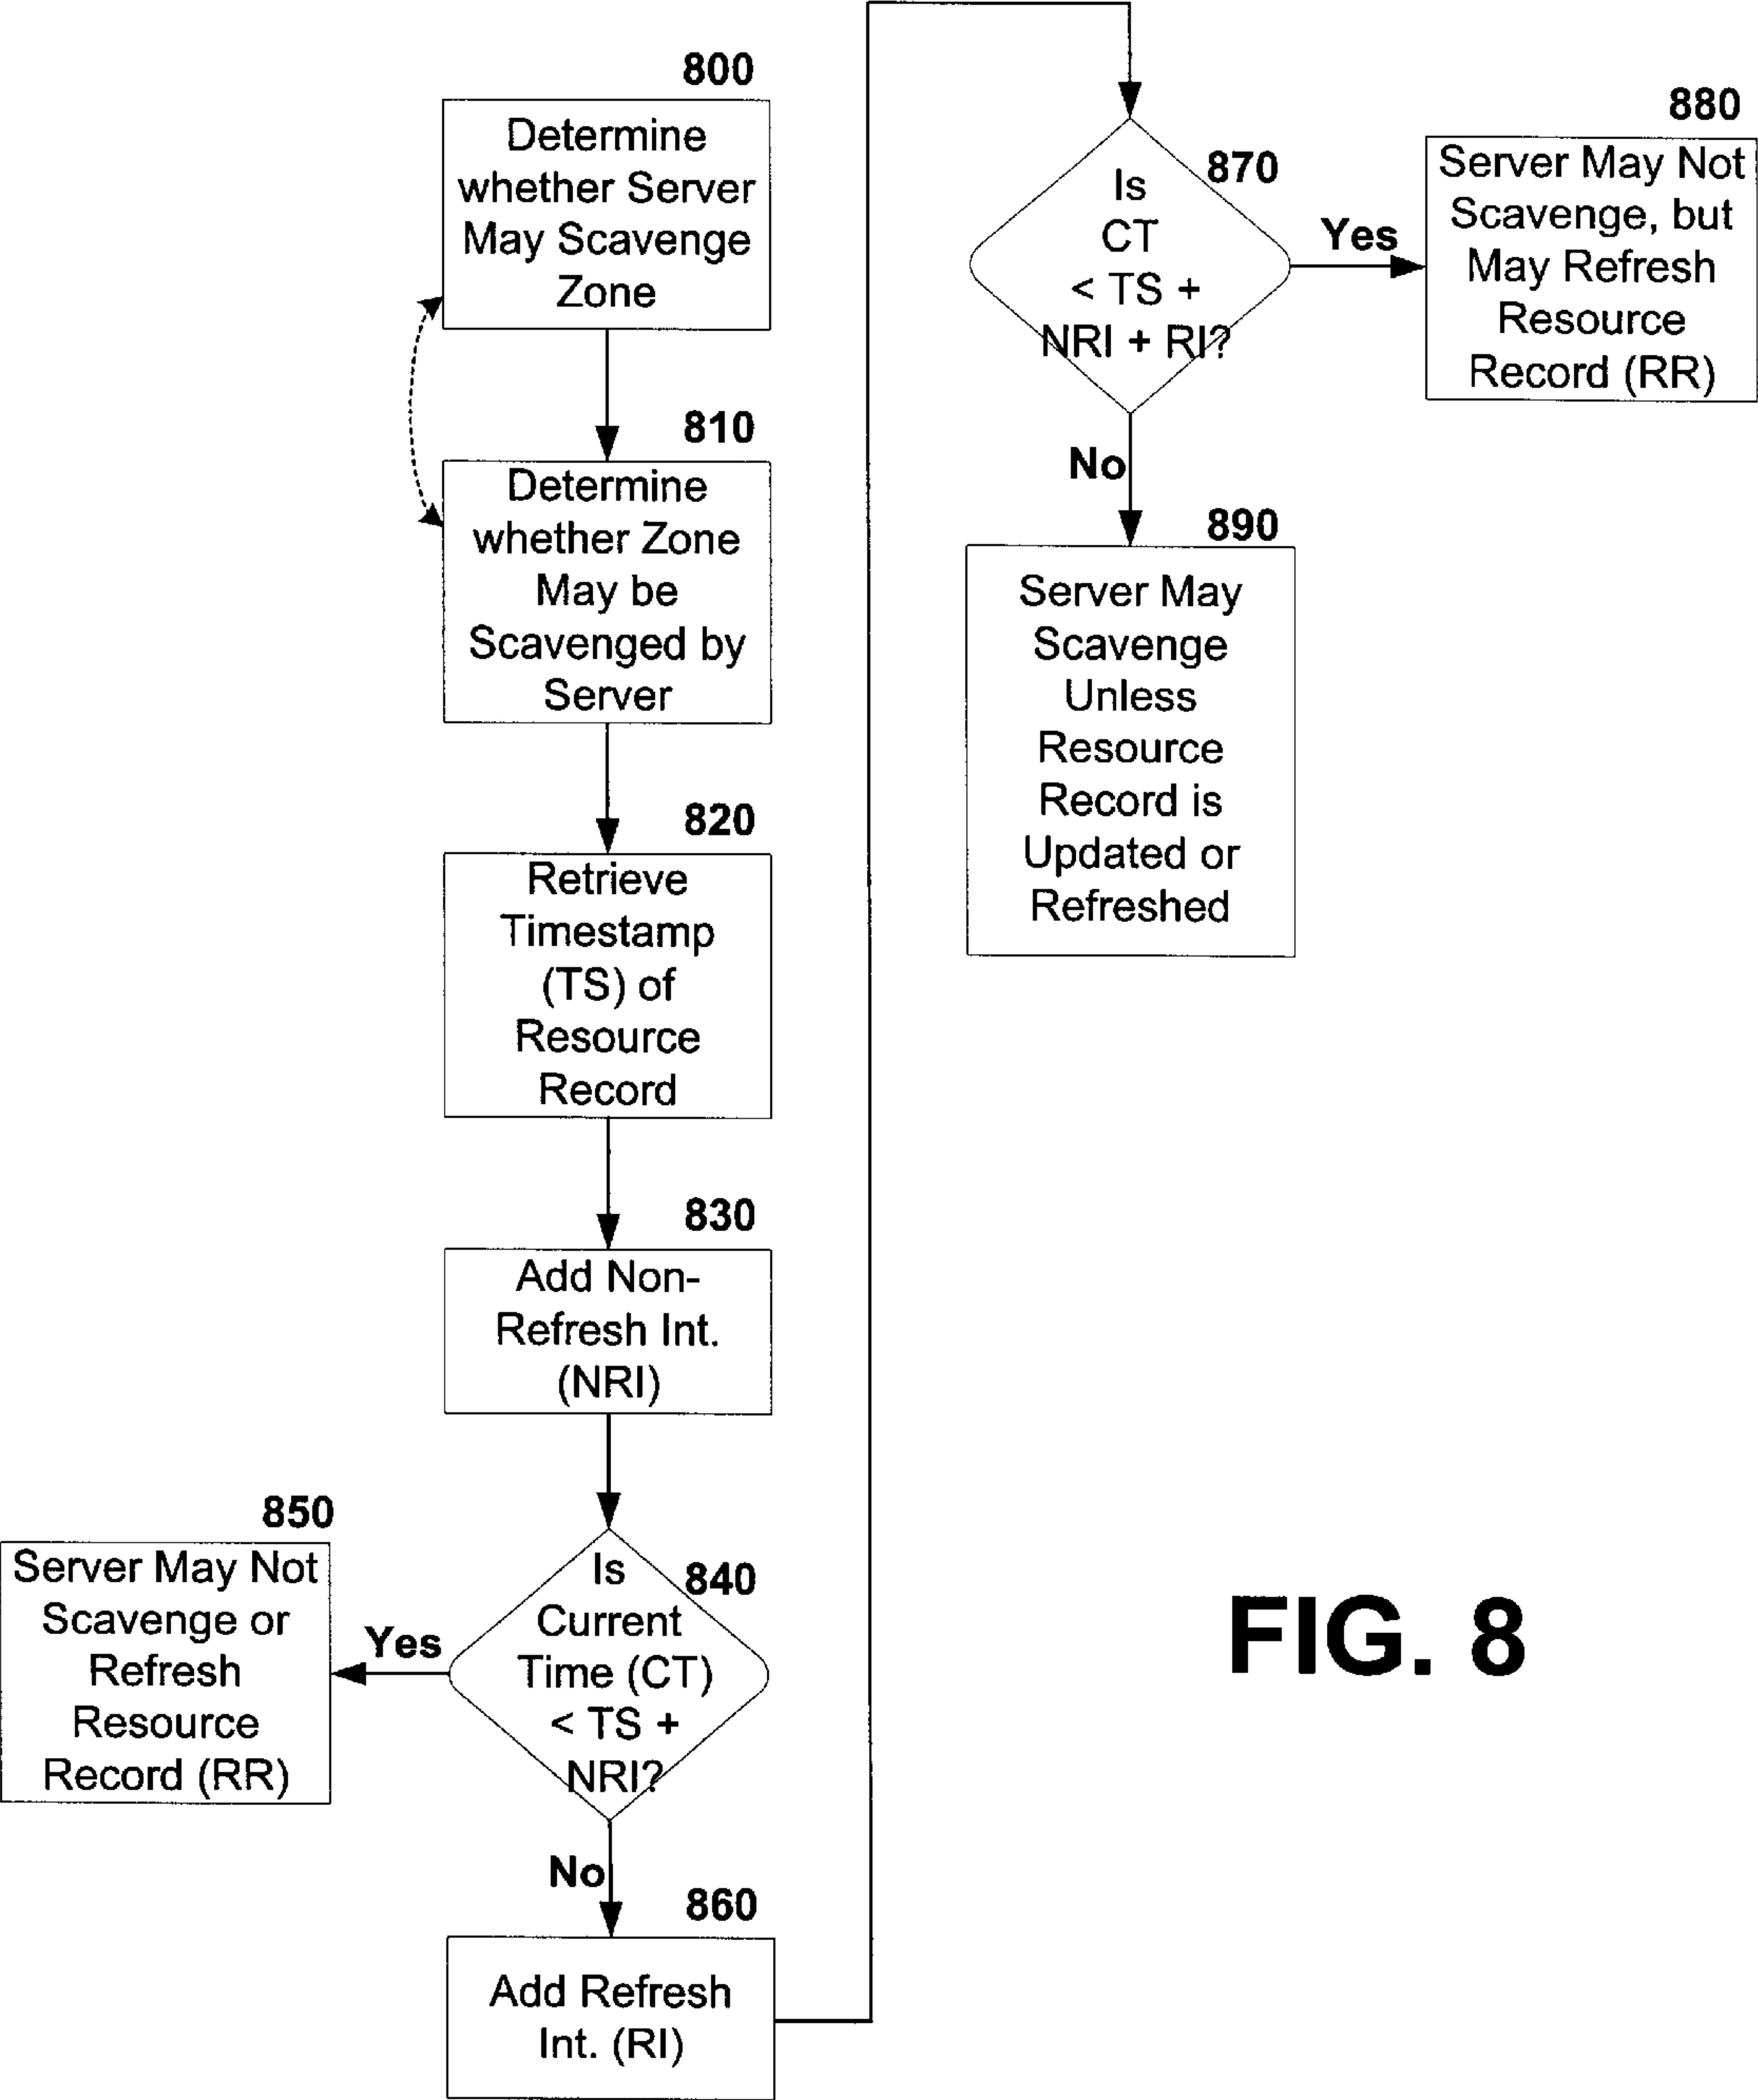 800
Determine
whether Server
May Scavenge
Zone
810
Determine
whether Zone
May be
Scavenged by
Server
820
Retrieve
Timestamp
(TS) of
Resource
Record
830
Add Non-
Refresh Int.
(NRI)
840
Is
Current
Time (CT)
< TS +
NRI?
Yes
850
Server May Not
Scavenge or
Refresh
Resource
Record (RR)
No
860
Add Refresh
Int. (RI)
870
Is
CT
< TS +
NRI + RI?
Yes
880
Server May Not
Scavenge, but
May Refresh
Resource
Record (RR)
No
890
Server May
Scavenge
Unless
Resource
Record is
Updated or
Refreshed
FIG. 8